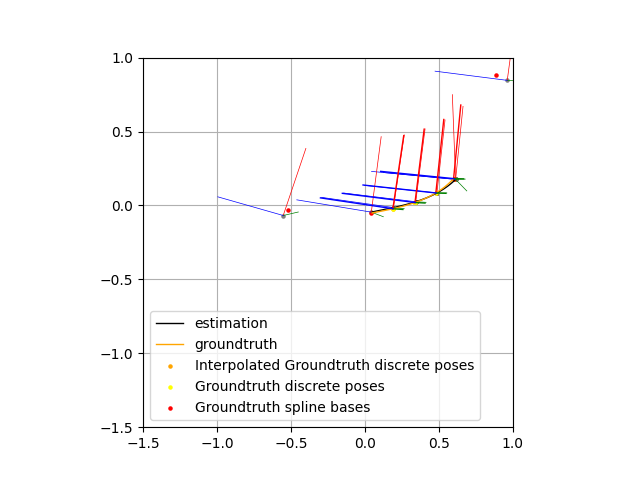 1.0
0.5
0.0
−0.5
−1.0
−1.5
estimation
groundtruth
Interpolated Groundtruth discrete poses
Groundtruth discrete poses
Groundtruth spline bases
−1.5 −1.0 −0.5 0.0 0.5 1.0